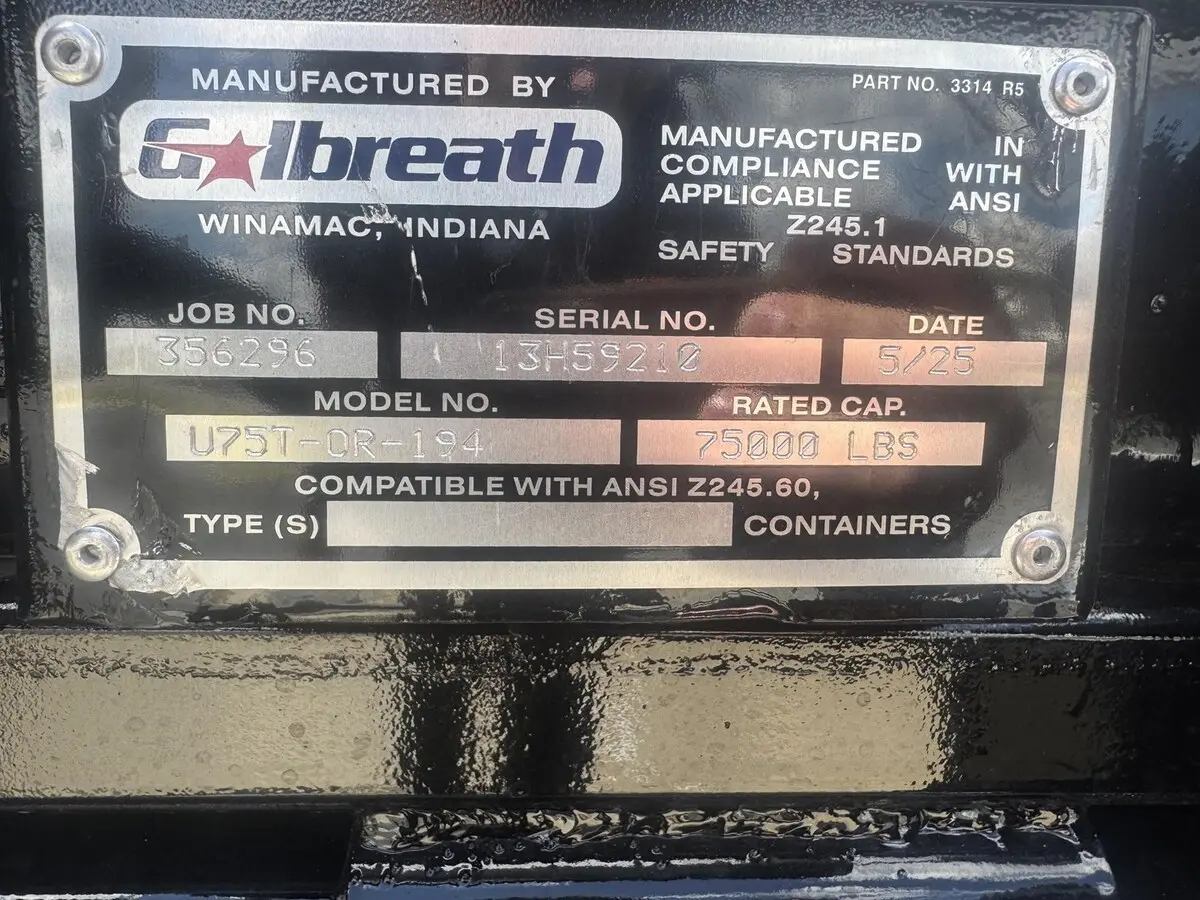 MANUFACTURED BY
Galbreath
WINAMAC, INDIANA
PART NO. 3314 R5
MANUFACTURED IN
COMPLIANCE WITH
APPLICABLE ANSI
Z245.1
SAFETY STANDARDS
JOB NO. SERIAL NO. DATE
356296 13H59210 5/25
MODEL NO. RATED CAP.
U75T-OR-194 75000 LBS
COMPATIBLE WITH ANSI Z245.60,
TYPE (S) CONTAINERS